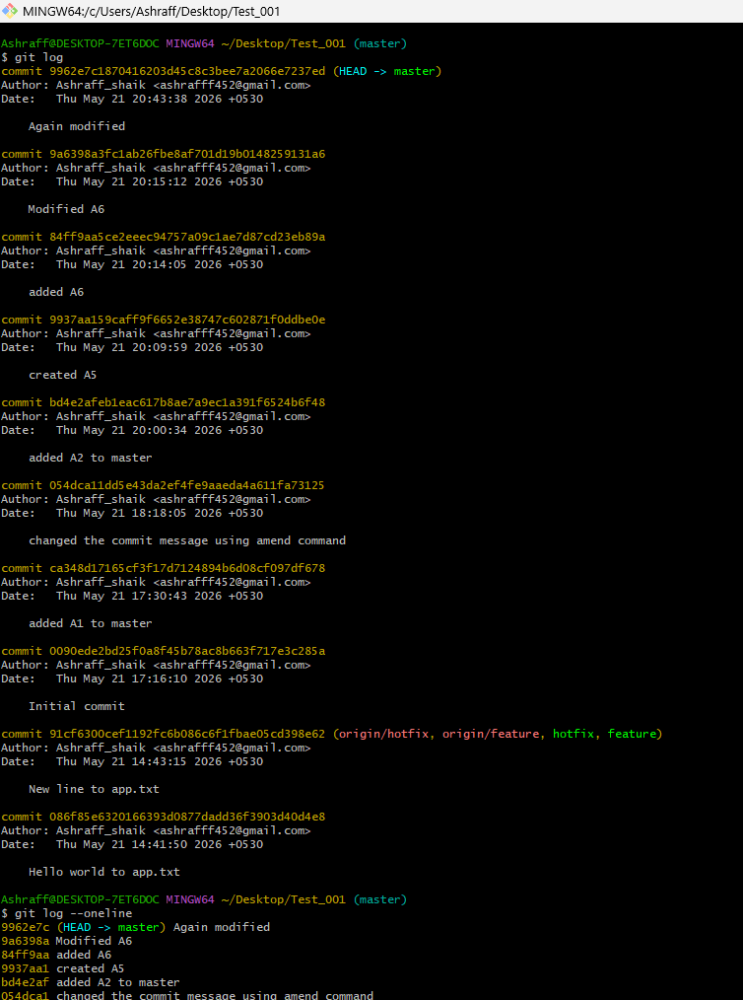 MINGW64:/c/Users/Ashraff/Desktop/Test_001
Ashraff@DESKTOP-7ET6DOC MINGW64 ~/Desktop/Test_001 (master)
$ git log
commit 9962e7c1870416203d45c8c3bee7a2066e7237ed (HEAD -> master)
Author: Ashraff_shaik <ashrafff452@gmail.com>
Date:   Thu May 21 20:43:38 2026 +0530
    Again modified
commit 9a6398a3fc1ab26fbe8af701d19b0148259131a6
Author: Ashraff_shaik <ashrafff452@gmail.com>
Date:   Thu May 21 20:15:12 2026 +0530
    Modified A6
commit 84ff9aa5ce2eeec94757a09c1ae7d87cd23eb89a
Author: Ashraff_shaik <ashrafff452@gmail.com>
Date:   Thu May 21 20:14:05 2026 +0530
    added A6
commit 9937aa159caff9f6652e38747c602871f0ddbe0e
Author: Ashraff_shaik <ashrafff452@gmail.com>
Date:   Thu May 21 20:09:59 2026 +0530
    created A5
commit bd4e2afeb1eac617b8ae7a9ec1a391f6524b6f48
Author: Ashraff_shaik <ashrafff452@gmail.com>
Date:   Thu May 21 20:00:34 2026 +0530
    added A2 to master
commit 054dca11dd5e43da2ef4fe9aaeda4a611fa73125
Author: Ashraff_shaik <ashrafff452@gmail.com>
Date:   Thu May 21 18:18:05 2026 +0530
    changed the commit message using amend command
commit ca348d17165cf3f17d7124894b6d08cf097df678
Author: Ashraff_shaik <ashrafff452@gmail.com>
Date:   Thu May 21 17:30:43 2026 +0530
    added A1 to master
commit 0090ede2bd25f0a8f45b78ac8b663f717e3c285a
Author: Ashraff_shaik <ashrafff452@gmail.com>
Date:   Thu May 21 17:16:10 2026 +0530
    Initial commit
commit 91cf6300cef1192fc6b086c6f1fbae05cd398e62 (origin/hotfix, origin/feature, hotfix, feature)
Author: Ashraff_shaik <ashrafff452@gmail.com>
Date:   Thu May 21 14:43:15 2026 +0530
    New line to app.txt
commit 086f85e6320166393d0877dadd36f3903d40d4e8
Author: Ashraff_shaik <ashrafff452@gmail.com>
Date:   Thu May 21 14:41:50 2026 +0530
    Hello world to app.txt
Ashraff@DESKTOP-7ET6DOC MINGW64 ~/Desktop/Test_001 (master)
$ git log --oneline
9962e7c (HEAD -> master) Again modified
9a6398a Modified A6
84ff9aa added A6
9937aa1 created A5
bd4e2af added A2 to master
054dca1 changed the commit message using amend command